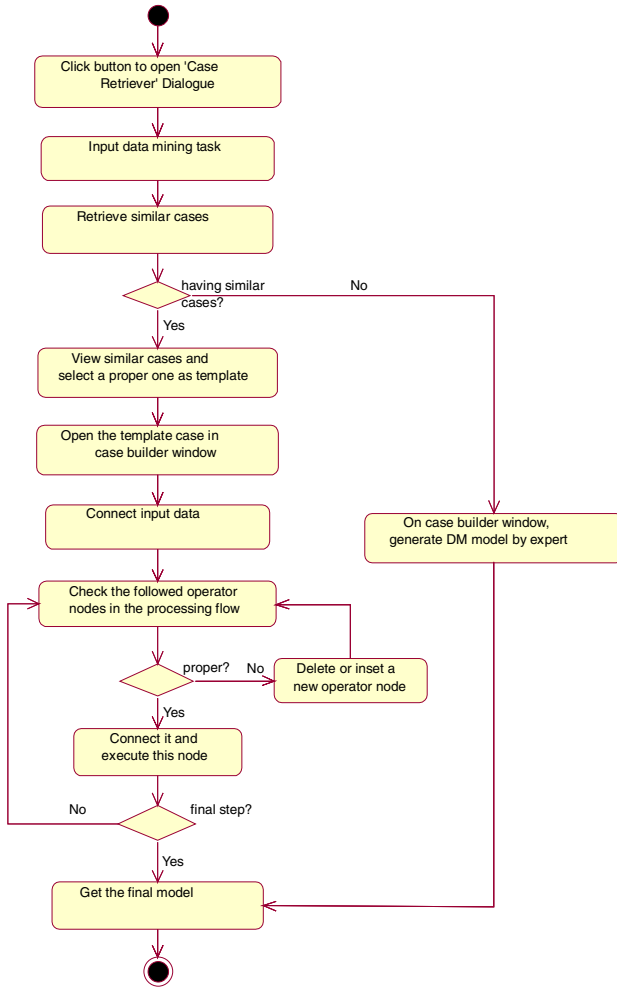 Click button to open 'Case
Retriever' Dialogue
Input data mining task
Retrieve similar cases
having similar
cases?
No
Yes
View similar cases and
select a proper one as template
Open the template case in
case builder window
Connect input data
On case builder window,
generate DM model by expert
Check the followed operator
nodes in the processing flow
proper?
No
Delete or inset a
new operator node
Yes
Connect it and
execute this node
final step?
No
Yes
Get the final model